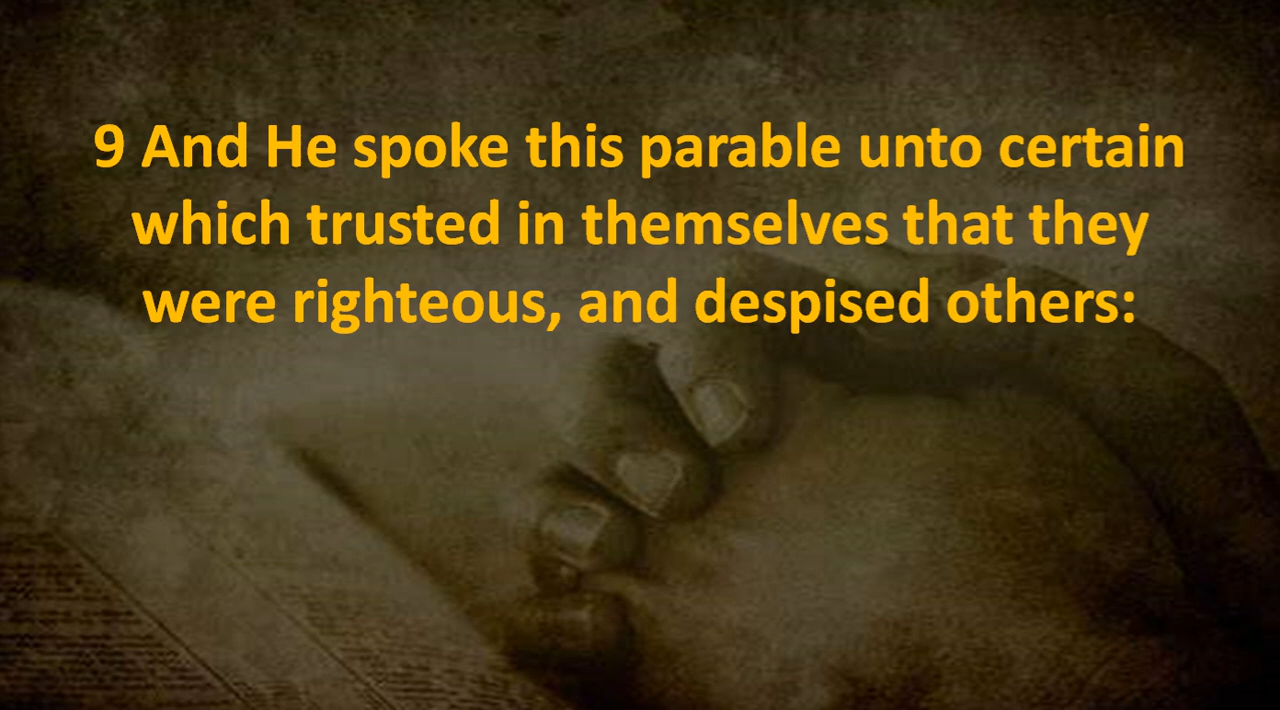 9 And He spoke this parable unto certain
which trusted in themselves that they
were righteous, and despised others: